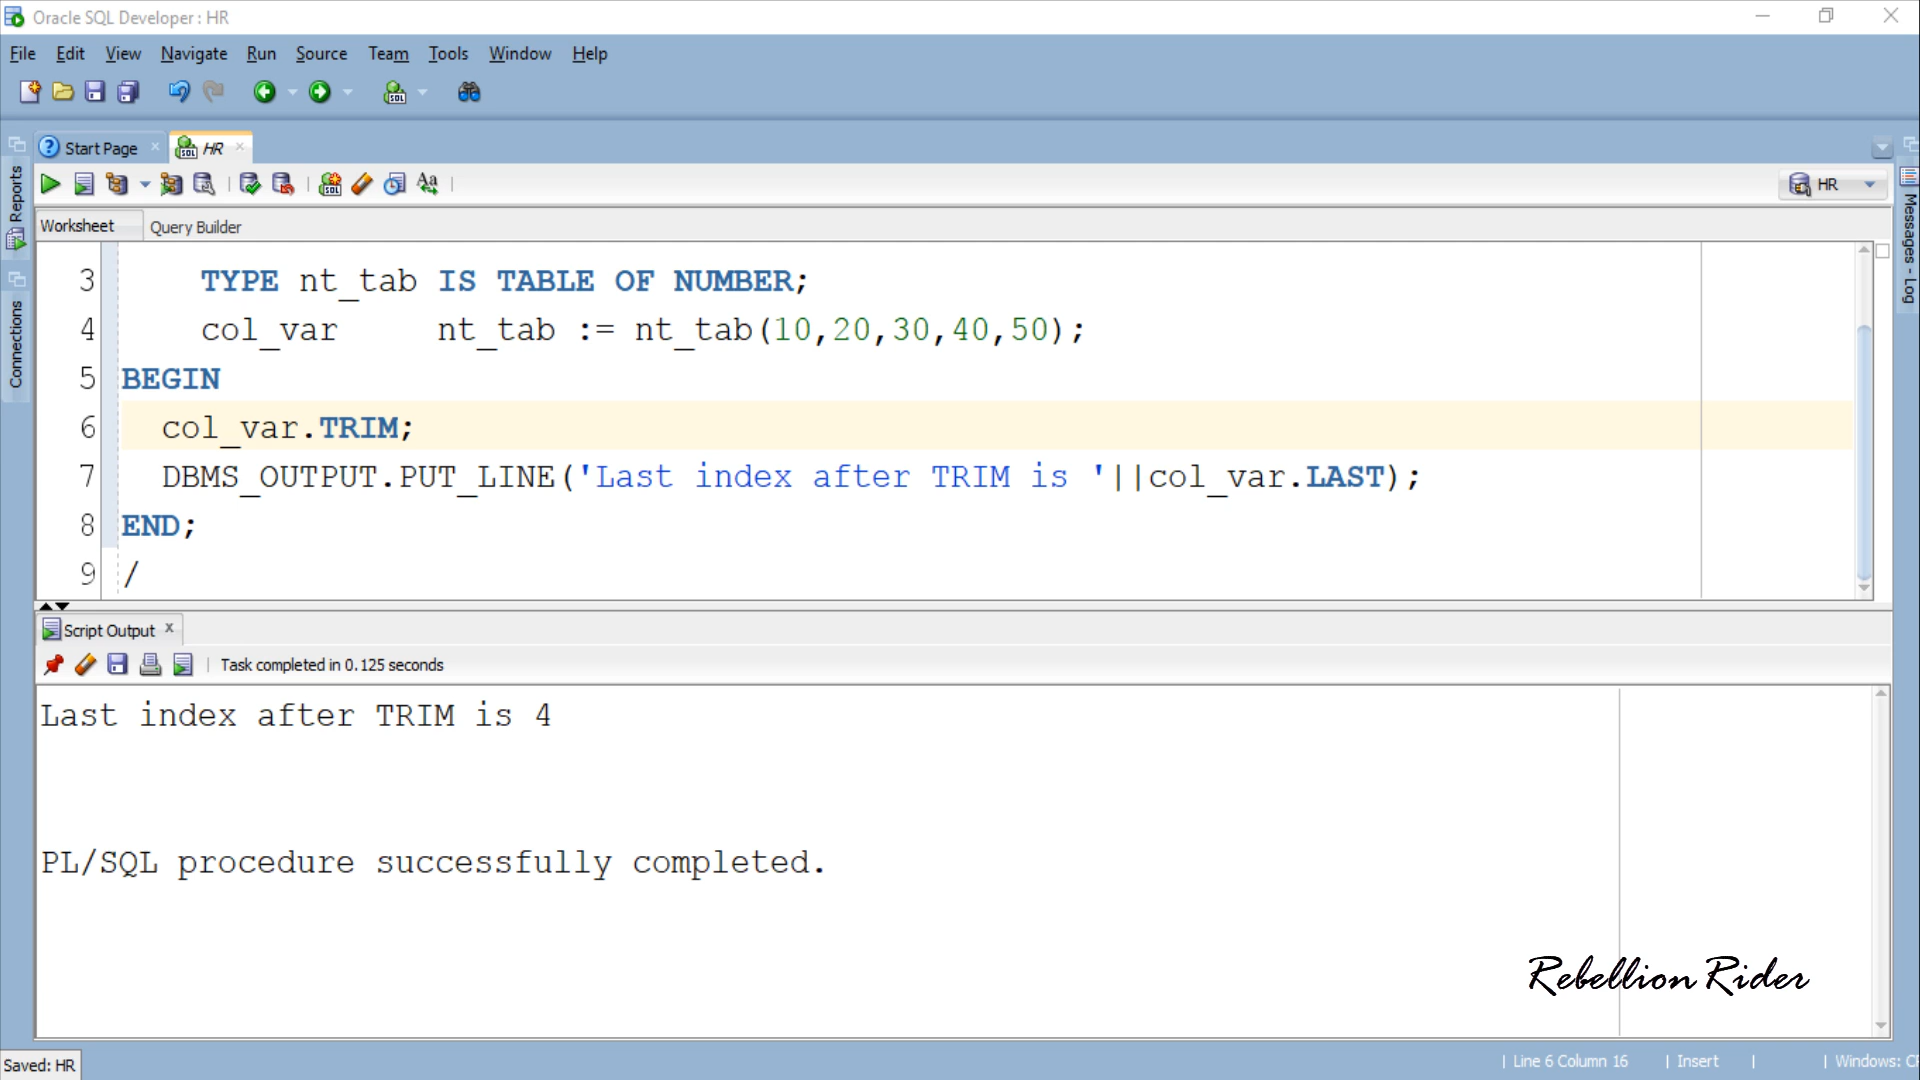 Oracle SQL Developer : HR
File Edit View Navigate Run Source Team Tools Window Help
Start Page HR
Reports
Connections
Messages - Log
HR
Worksheet Query Builder
3 TYPE nt_tab IS TABLE OF NUMBER;
4 col_var nt_tab := nt_tab(10,20,30,40,50);
5 BEGIN
6 col_var.TRIM;
7 DBMS_OUTPUT.PUT_LINE('Last index after TRIM is '||col_var.LAST);
8 END;
9 /
Script Output
Task completed in 0.125 seconds
Last index after TRIM is 4
PL/SQL procedure successfully completed.
Rebellion Rider
Saved: HR
Line 6 Column 16 Insert Windows: C